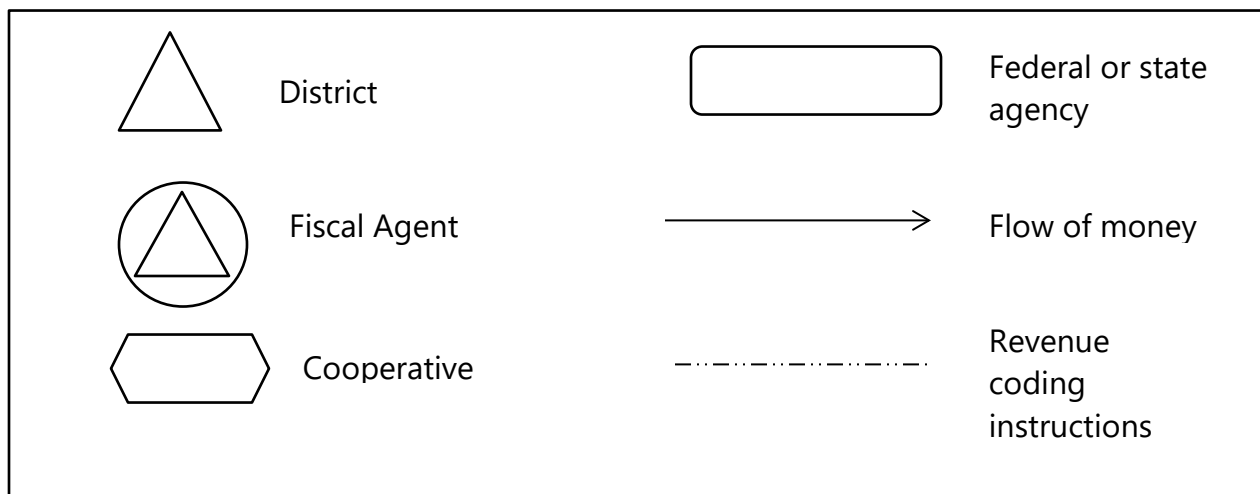 District
Federal or state
agency
Fiscal Agent
Flow of money
Cooperative
Revenue
coding
instructions